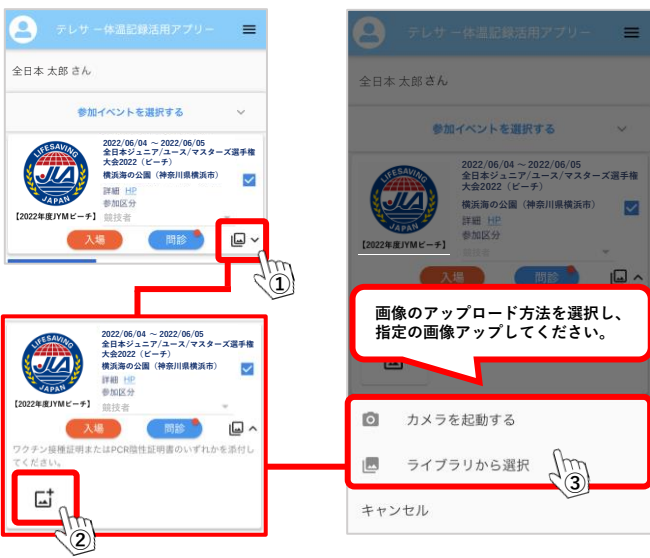 テレサ ー体温記録活用アプリー
全日本 太郎 さん
参加イベントを選択する
LIFESAVING
JLA
JAPAN
【2022年度JYMビーチ】
2022/06/04 ～ 2022/06/05
全日本ジュニア/ユース/マスターズ選手権
大会2022（ビーチ）
横浜海の公園（神奈川県横浜市）
詳細 HP
参加区分
競技者
入場
問診
①
LIFESAVING
JLA
JAPAN
【2022年度JYMビーチ】
2022/06/04 ～ 2022/06/05
全日本ジュニア/ユース/マスターズ選手権
大会2022（ビーチ）
横浜海の公園（神奈川県横浜市）
詳細 HP
参加区分
競技者
入場
問診
ワクチン接種証明またはPCR陰性証明書のいずれかを添付し
てください。
②
テレサ ー体温記録活用アプリー
全日本 太郎 さん
参加イベントを選択する
LIFESAVING
JLA
JAPAN
【2022年度JYMビーチ】
2022/06/04 ～ 2022/06/05
全日本ジュニア/ユース/マスターズ選手権
大会2022（ビーチ）
横浜海の公園（神奈川県横浜市）
詳細 HP
参加区分
競技者
入場
問診
画像のアップロード方法を選択し、
指定の画像アップしてください。
カメラを起動する
ライブラリから選択
③
キャンセル